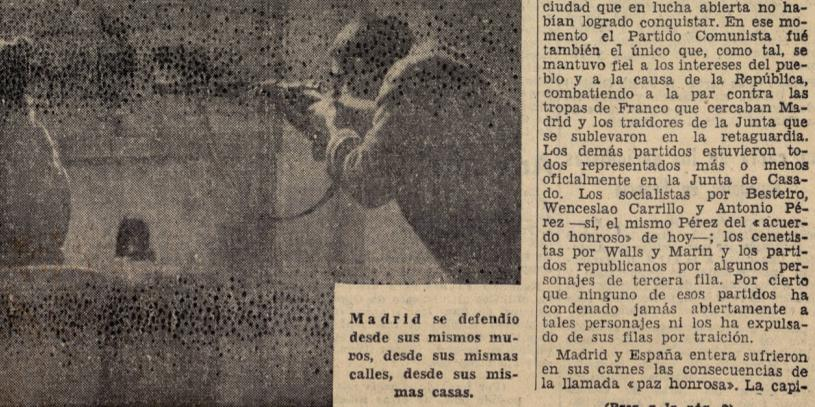 Madrid se defendío
desde sus mismos mu-
ros, desde sus mismas
calles, desde sus mis-
mas casas.
ciudad que en lucha abierta no ha-
bían logrado conquistar. En ese mo-
mento el Partido Comunista fué
también el único que, como tal, se
mantuvo fiel a los intereses del pue-
blo y a la causa de la República,
combatiendo a la par contra las
tropas de Franco que cercaban Ma-
drid y los traidores de la Junta que
se sublevaron en la retaguardia.
Los demás partidos estuvieron to-
dos representados más o menos
oficialmente en la Junta de Casa-
do. Los socialistas por Besteiro,
Wenceslao Carrillo y Antonio Pé-
rez —sí, el mismo Pérez del «acuer-
do honroso» de hoy—; los cenetis-
tas por Walls y Marín y los parti-
dos republicanos por algunos per-
sonajes de tercera fila. Por cierto
que ninguno de esos partidos ha
condenado jamás abiertamente a
tales personajes ni los ha expulsa-
do de sus filas por traición.
Madrid y España entera sufrieron
en sus carnes las consecuencias de
la llamada «paz honrosa». La capi-